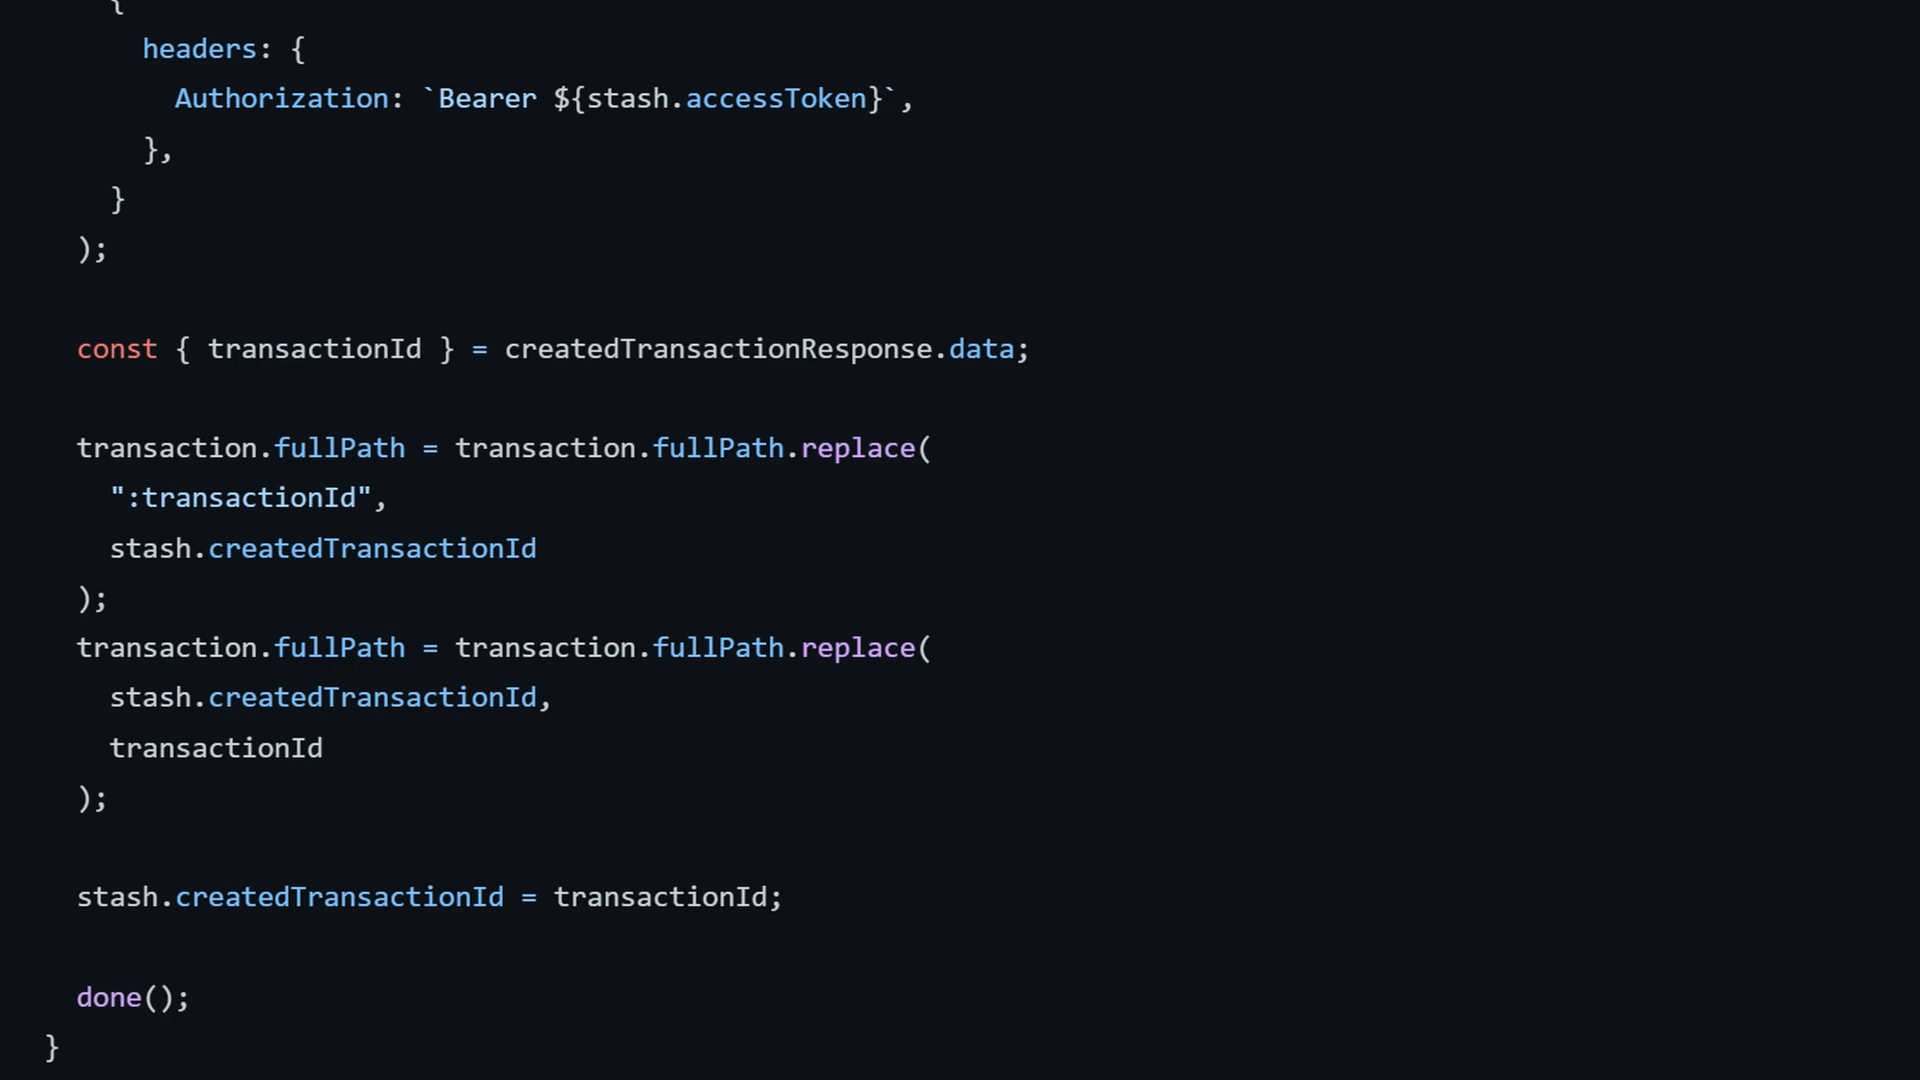 {
headers: {
Authorization: `Bearer ${stash.accessToken}`,
},
}
);
const { transactionId } = createdTransactionResponse.data;
transaction.fullPath = transaction.fullPath.replace(
":transactionId",
stash.createdTransactionId
);
transaction.fullPath = transaction.fullPath.replace(
stash.createdTransactionId,
transactionId
);
stash.createdTransactionId = transactionId;
done();
}